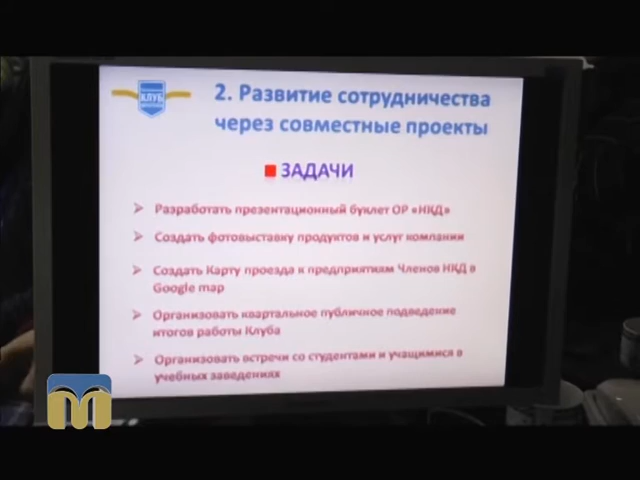 КЛУБ
2. Развитие сотрудничества
через совместные проекты
ЗАДАЧИ
Разработать презентационный буклет ОР «НКД»
Создать фотовыставку продуктов и услуг компании
Создать Карту проезда к предприятиям Членов НКД в
Google map
Организовать квартальное публичное подведение
итогов работы Клуба
Организовать встречи со студентами и учащимися в
учебных заведениях
М